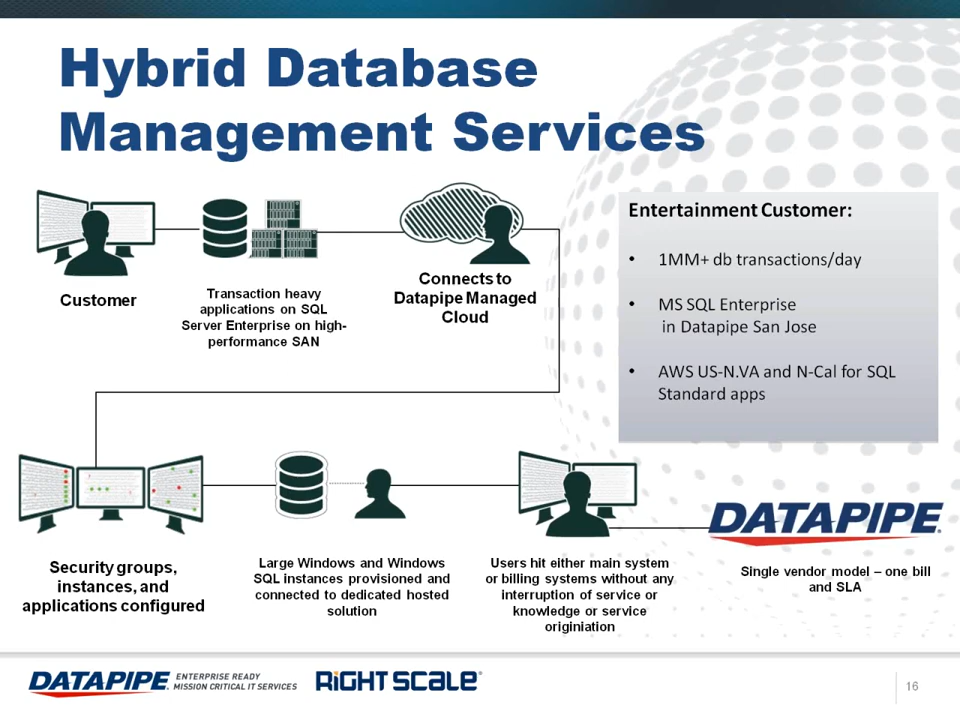 Hybrid Database
Management Services
Customer
Transaction heavy
applications on SQL
Server Enterprise on high-
performance SAN
Connects to
Datapipe Managed
Cloud
Entertainment Customer:
• 1MM+ db transactions/day
• MS SQL Enterprise
in Datapipe San Jose
• AWS US-N.VA and N-Cal for SQL
Standard apps
Security groups,
instances, and
applications configured
Large Windows and Windows
SQL instances provisioned and
connected to dedicated hosted
solution
Users hit either main system
or billing systems without any
interruption of service or
knowledge or service
originiation
DATAPIPE
Single vendor model – one bill
and SLA
DATAPIPE. ENTERPRISE READY
MISSION CRITICAL IT SERVICES
RIGHTSCALE®
16